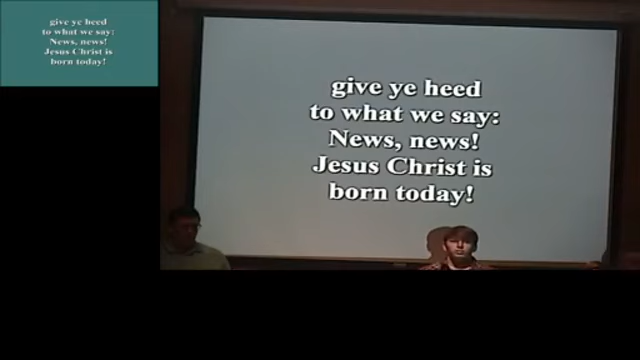 give ye heed
to what we say:
News, news!
Jesus Christ is
born today!
give ye heed
to what we say:
News, news!
Jesus Christ is
born today!